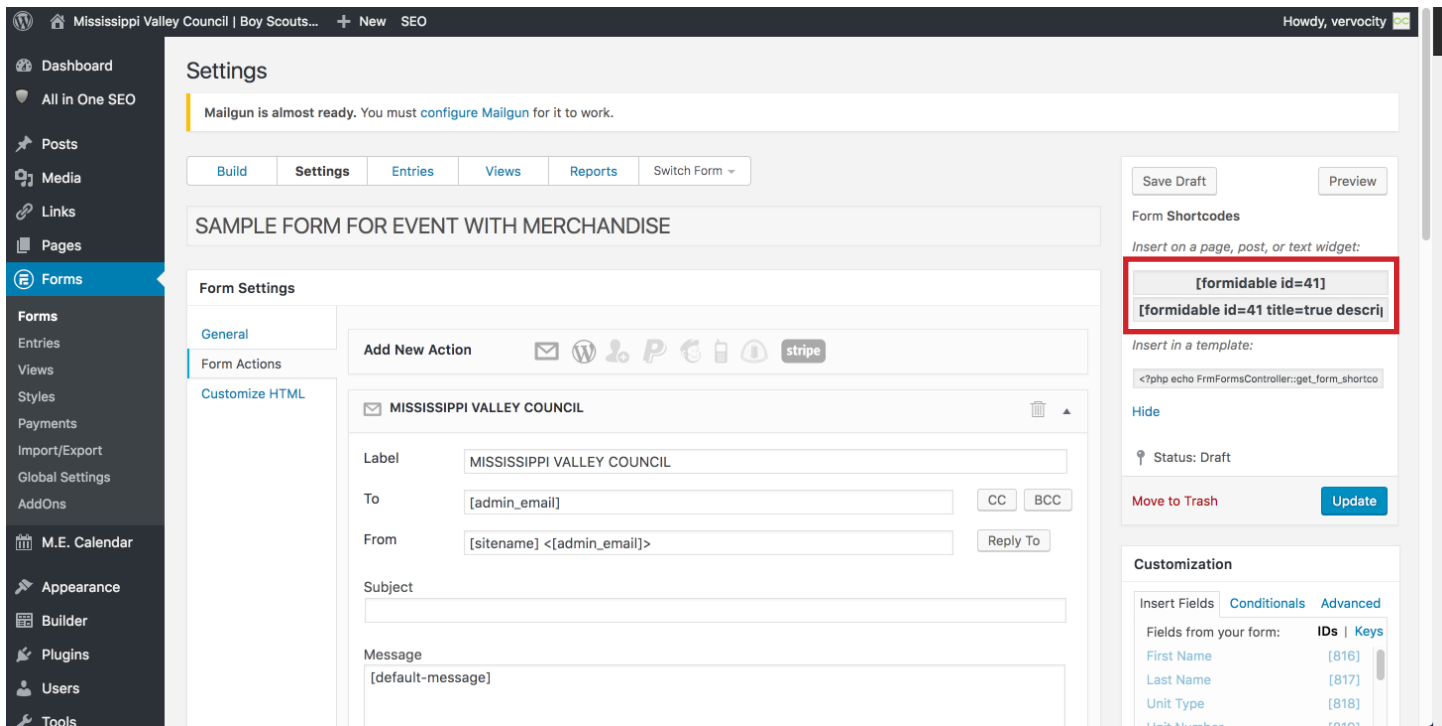 Mississippi Valley Council | Boy Scouts... New SEO Howdy, vervocity
Dashboard
All in One SEO
Posts
Media
Links
Pages
Forms
Forms
Entries
Views
Styles
Payments
Import/Export
Global Settings
AddOns
M.E. Calendar
Appearance
Builder
Plugins
Users
Tools
Settings
Mailgun is almost ready. You must configure Mailgun for it to work.
Build Settings Entries Views Reports Switch Form
SAMPLE FORM FOR EVENT WITH MERCHANDISE
Form Settings
General
Form Actions
Customize HTML
Add New Action stripe
MISSISSIPPI VALLEY COUNCIL
Label MISSISSIPPI VALLEY COUNCIL
To [admin_email] CC BCC
From [sitename] <[admin_email]> Reply To
Subject
Message
[default-message]
Save Draft Preview
Form Shortcodes
Insert on a page, post, or text widget:
[formidable id=41]
[formidable id=41 title=true descrip
Insert in a template:
<?php echo FrmFormsController::get_form_shortco
Hide
Status: Draft
Move to Trash Update
Customization
Insert Fields Conditionals Advanced
Fields from your form: IDs | Keys
First Name [816]
Last Name [817]
Unit Type [818]